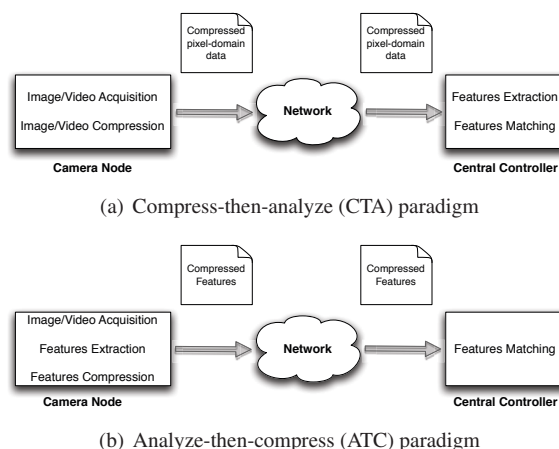 Compressed
pixel-domain
data
Compressed
pixel-domain
data
Image/Video Acquisition
Image/Video Compression
Network
Features Extraction
Features Matching
Camera Node
Central Controller
(a) Compress-then-analyze (CTA) paradigm
Compressed
Features
Compressed
Features
Image/Video Acquisition
Features Extraction
Features Compression
Network
Features Matching
Camera Node
Central Controller
(b) Analyze-then-compress (ATC) paradigm